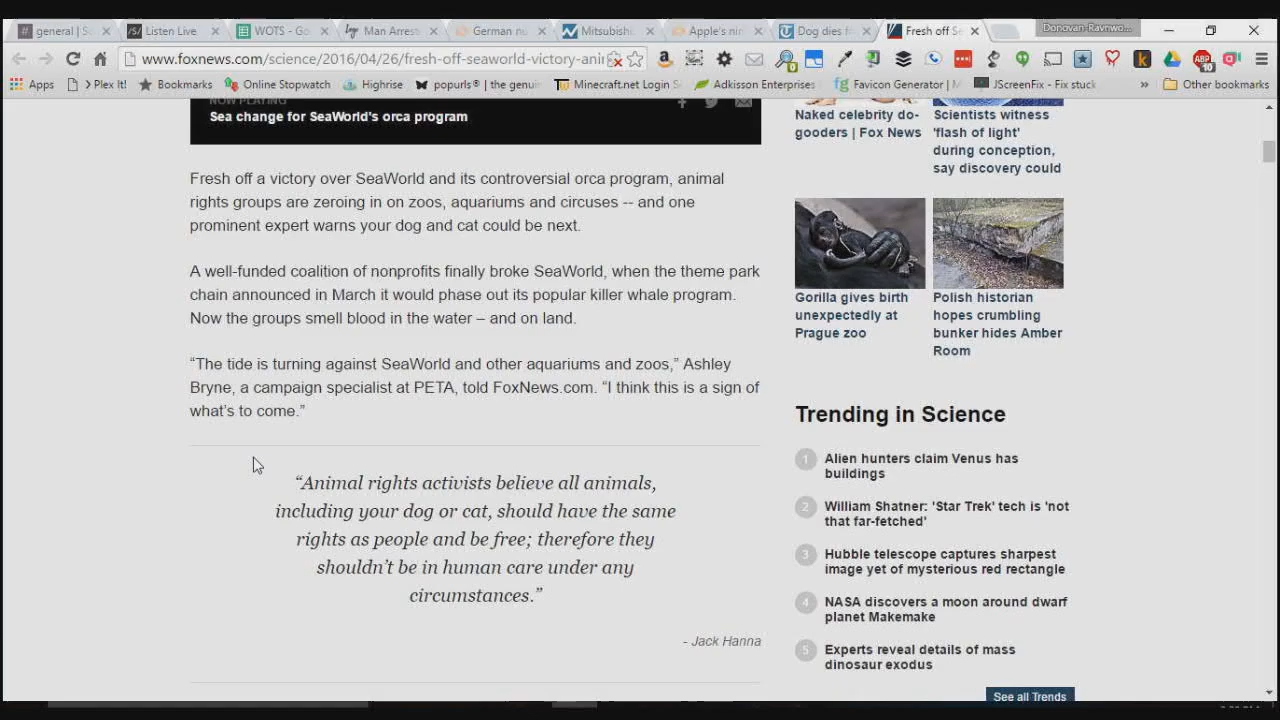 general | S
Listen Live
WOTS - Go
Man Arrest
German nu
Mitsubishi
Apple's nin
Dog dies f
Fresh off Se
www.foxnews.com/science/2016/04/26/fresh-off-seaworld-victory-ani
Apps
> Plex It!
Bookmarks
Online Stopwatch
Highrise
popurls® | the genui
Minecraft.net Login
Adkisson Enterprises
Favicon Generator |
JScreenFix - Fix stuck
»
Other bookmarks
NOW PLAYING
Sea change for SeaWorld's orca program
Fresh off a victory over SeaWorld and its controversial orca program, animal
rights groups are zeroing in on zoos, aquariums and circuses -- and one
prominent expert warns your dog and cat could be next.
A well-funded coalition of nonprofits finally broke SeaWorld, when the theme park
chain announced in March it would phase out its popular killer whale program.
Now the groups smell blood in the water – and on land.
“The tide is turning against SeaWorld and other aquariums and zoos,” Ashley
Bryne, a campaign specialist at PETA, told FoxNews.com. “I think this is a sign of
what’s to come.”
“Animal rights activists believe all animals,
including your dog or cat, should have the same
rights as people and be free; therefore they
shouldn’t be in human care under any
circumstances.”
- Jack Hanna
Naked celebrity do-
gooders | Fox News
Scientists witness
'flash of light'
during conception,
say discovery could
Gorilla gives birth
unexpectedly at
Prague zoo
Polish historian
hopes crumbling
bunker hides Amber
Room
Trending in Science
1 Alien hunters claim Venus has
buildings
2 William Shatner: 'Star Trek' tech is 'not
that far-fetched'
3 Hubble telescope captures sharpest
image yet of mysterious red rectangle
4 NASA discovers a moon around dwarf
planet Makemake
5 Experts reveal details of mass
dinosaur exodus
See all Trends